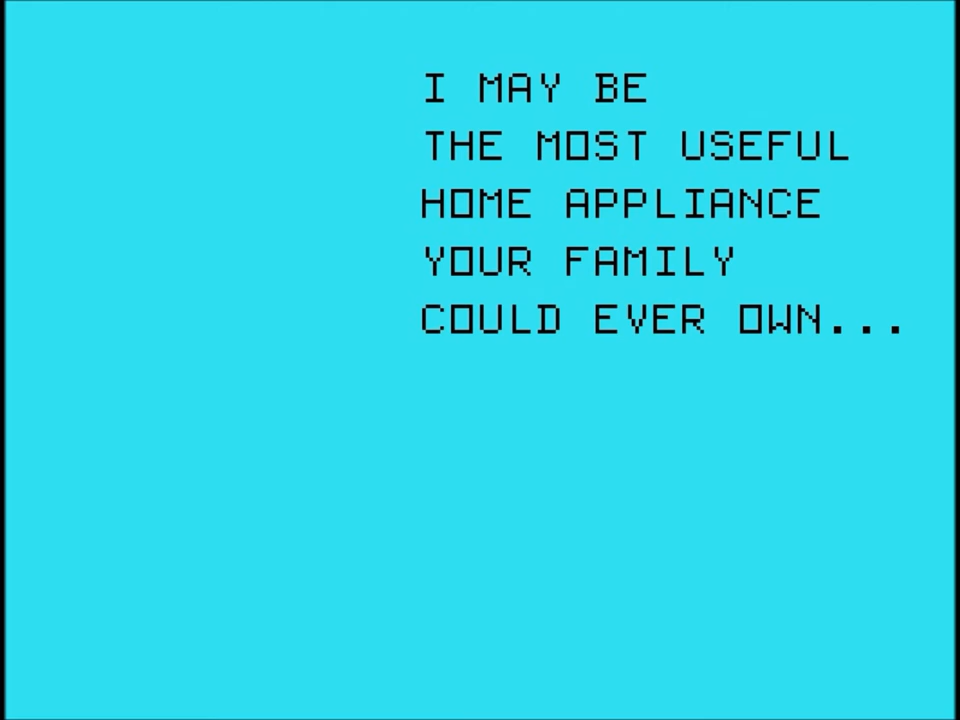 I MAY BE
THE MOST USEFUL
HOME APPLIANCE
YOUR FAMILY
COULD EVER OWN...